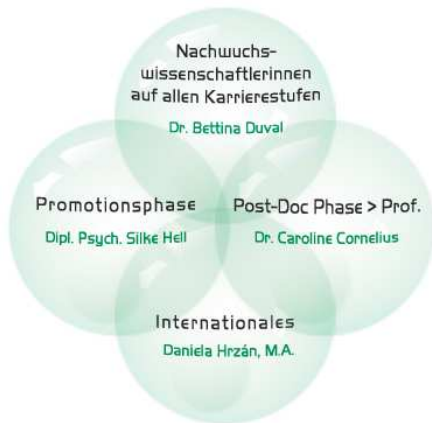 Nachwuchs-
wissenschaftlerinnen
auf allen Karrierestufen
Dr. Bettina Duval
Promotionsphase
Dipl. Psych. Silke Hell
Post-Doc Phase > Prof.
Dr. Caroline Cornelius
Internationales
Daniela Hrzán, M.A.